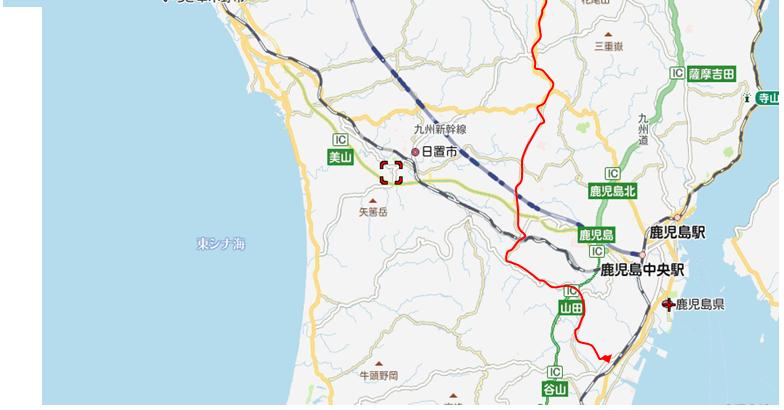 三重嶽
IC 薩摩吉田
寺山
九州道
九州新幹線
IC
美山
日置市
IC
鹿児島北
矢筈岳
鹿児島
IC
鹿児島駅
東シナ海
鹿児島中央駅
IC
山田
鹿児島県
牛頭野岡
IC
谷山